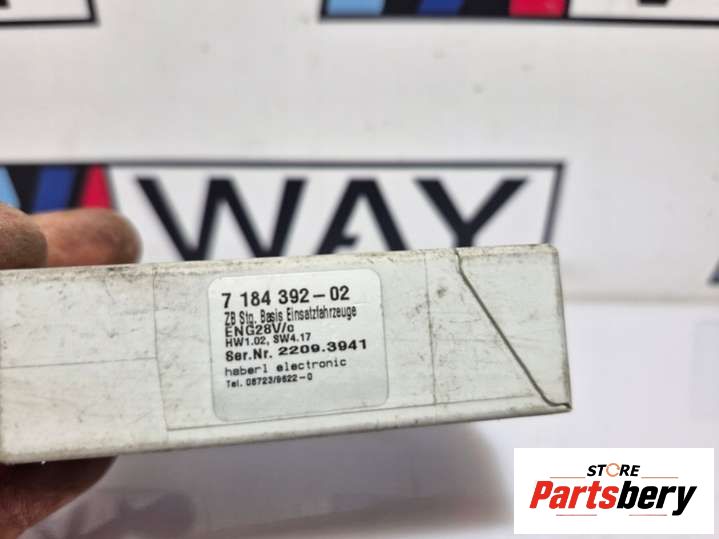 WAY
7 184 392-02
ZB Stg. Basis Einsatzfahrzeuge
ENG28V/c
HW1.02, SW4.17
Ser.Nr. 2209.3941
haberl electronic
Tel. 08723/9622-0
STORE
Partsbery